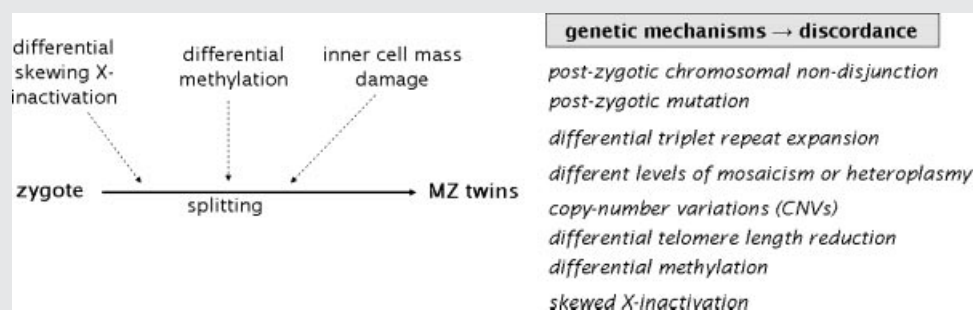 differential
skewing X-
inactivation
differential
methylation
inner cell mass
damage
zygote
splitting
MZ twins
genetic mechanisms → discordance
post-zygotic chromosomal non-disjunction
post-zygotic mutation
differential triplet repeat expansion
different levels of mosaicism or heteroplasmy
copy-number variations (CNVs)
differential telomere length reduction
differential methylation
skewed X-inactivation